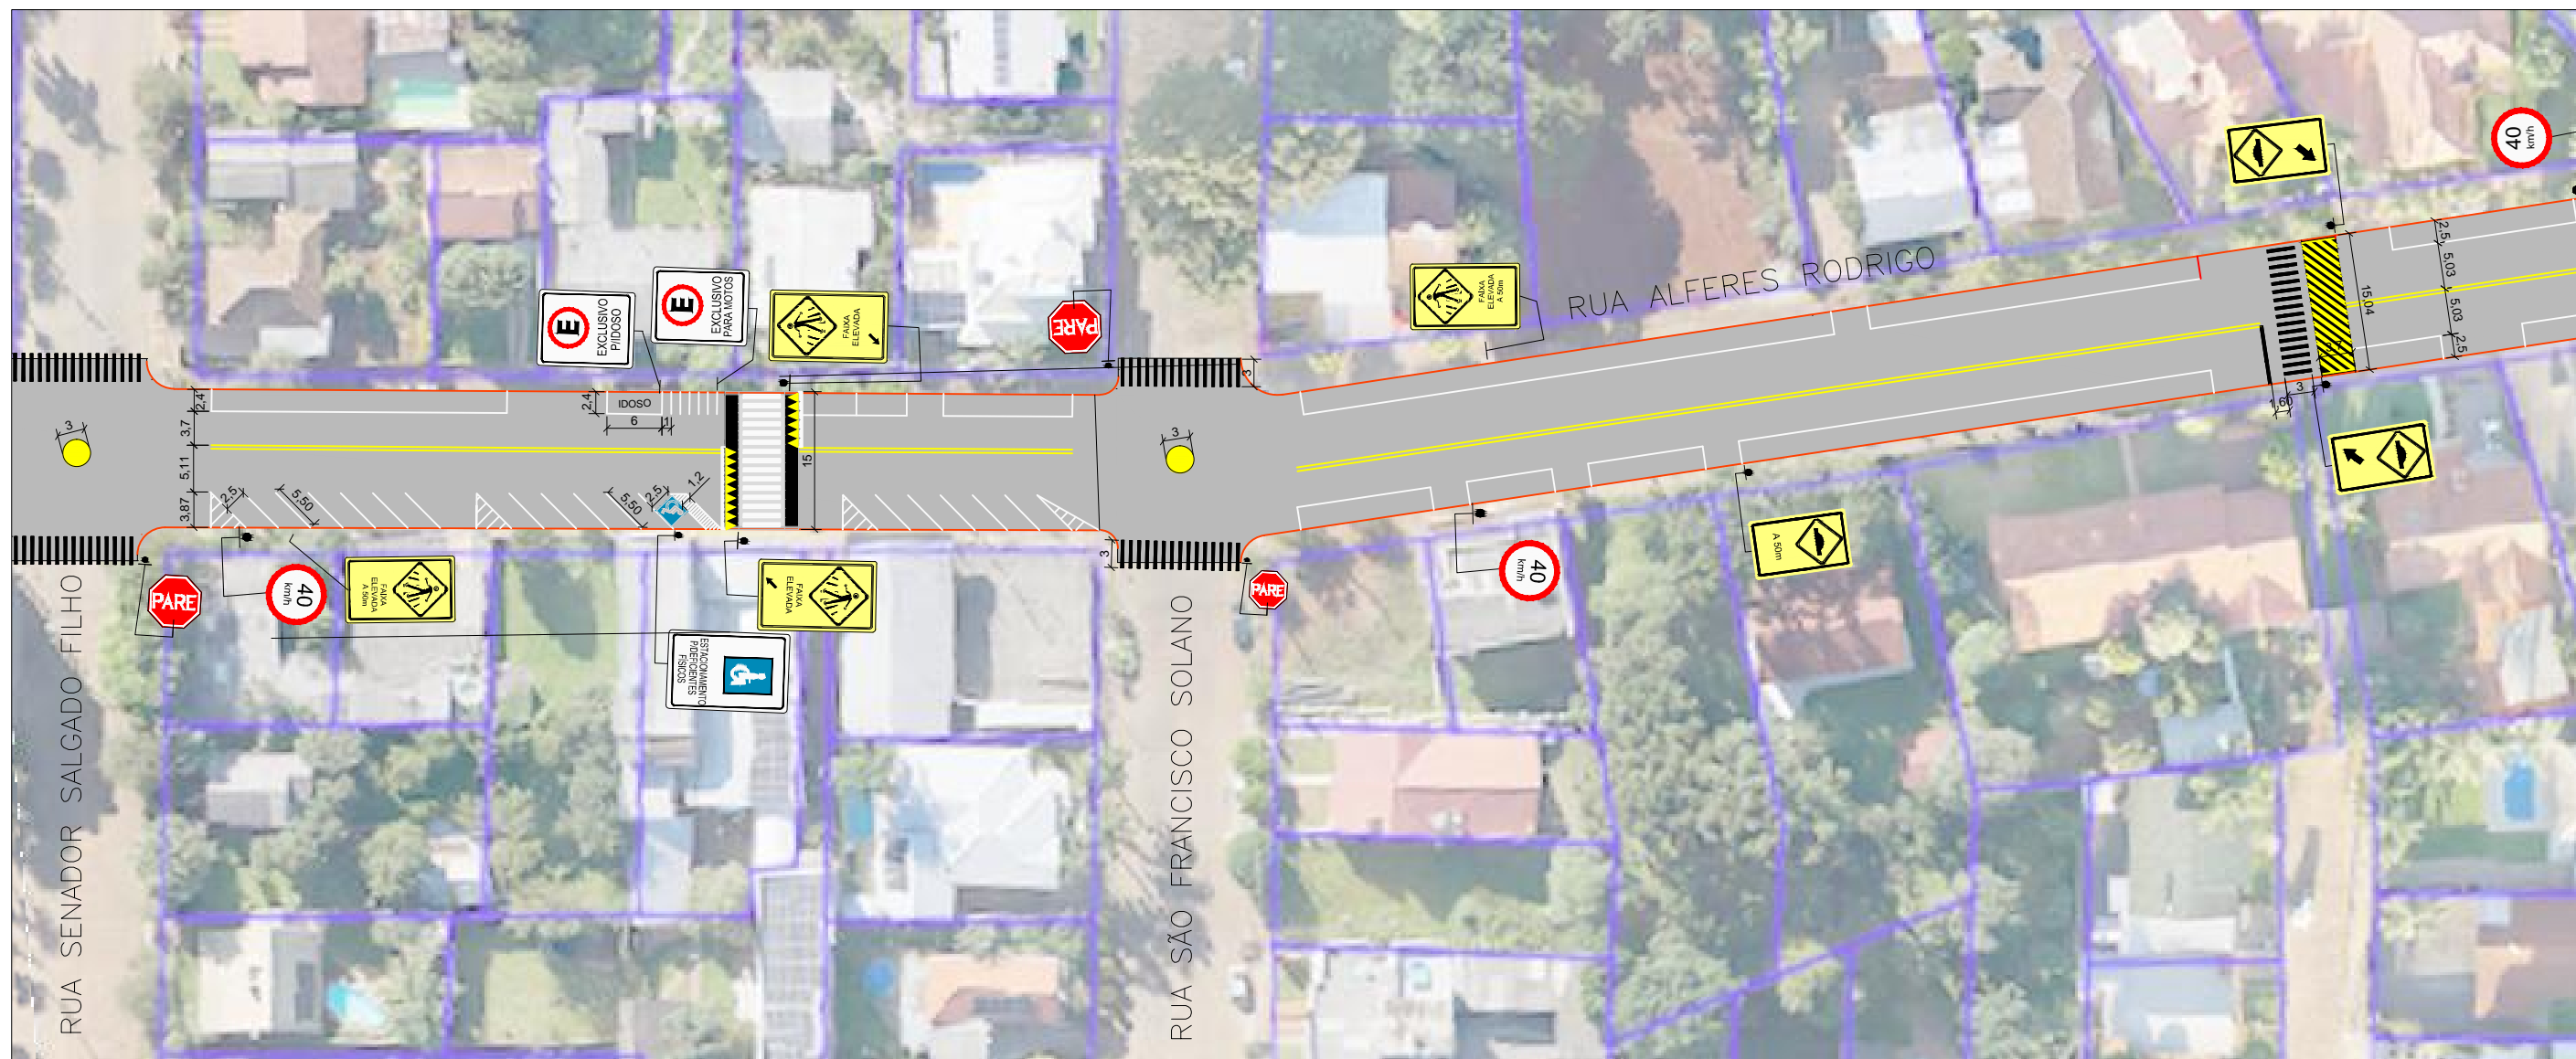 RUA ALFERES RODRIGO
40
km/h
EXCLUSIVO
PARA MOTOS
E
EXCLUSIVO
P/IDOSO
E
FAIXA
ELEVADA
PARE
FAIXA
ELEVADA
A 50m
2,5
5,03
5,03
2,5
15,04
3
1,60
3
2,4
3,7
5,11
3,87
2,4
IDOSO
6
1
15
3
3
2,5
5,50
5,50
2,5
1,2
3
PARE
40
km/h
FAIXA
ELEVADA
A 50m
FAIXA
ELEVADA
ESTACIONAMENTO
P/DEFICIENTES
FÍSICOS
PARE
40
km/h
A 50m
RUA SENADOR SALGADO FILHO
RUA SÃO FRANCISCO SOLANO